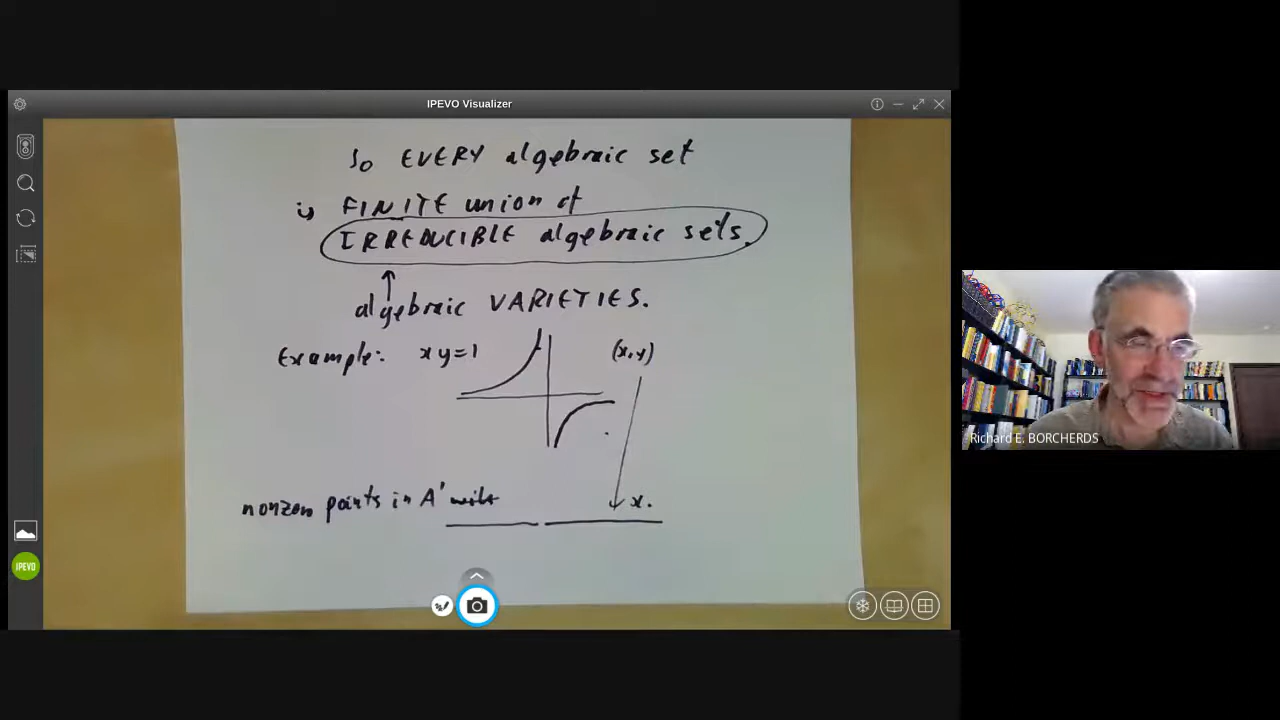 IPEVO Visualizer
So EVERY algebraic set
is FINITE union of
IRREDUCIBLE algebraic sets.
algebraic VARIETIES.
Example: xy=1
(x,y)
x.
nonzero points in A'
Richard E. BORCHERDS
IPEVO